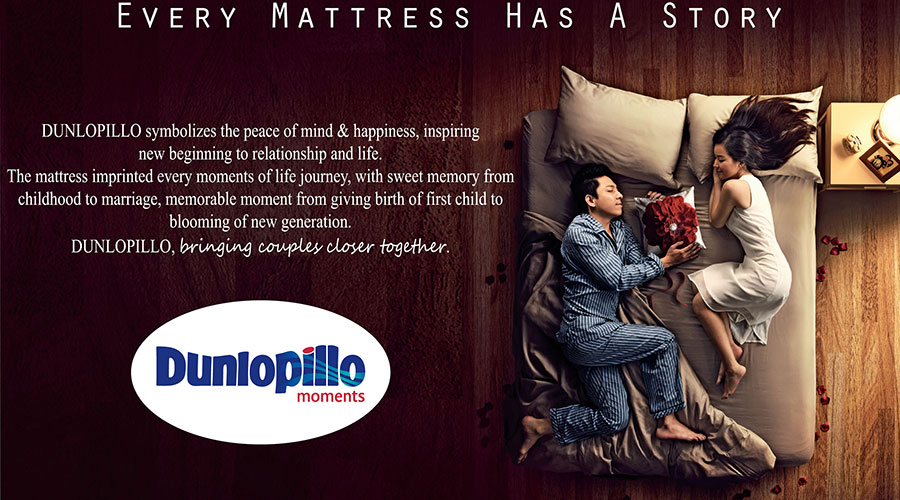 Every Mattress Has A Story
DUNLOPILLO symbolizes the peace of mind & happiness, inspiring
new beginning to relationship and life.
The mattress imprinted every moments of life journey, with sweet memory from
childhood to marriage, memorable moment from giving birth of first child to
blooming of new generation.
DUNLOPILLO, bringing couples closer together.
Dunlopillo
moments